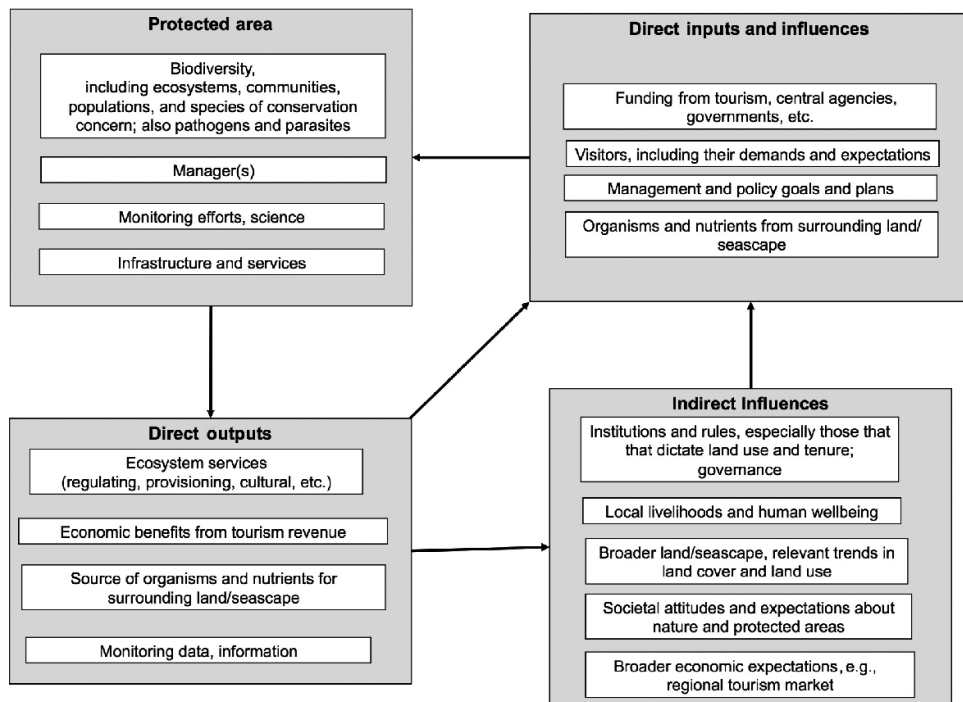 Protected area
Biodiversity,
including ecosystems, communities,
populations, and species of conservation
concern; also pathogens and parasites
Manager(s)
Monitoring efforts, science
Infrastructure and services
Direct inputs and influences
Funding from tourism, central agencies,
governments, etc.
Visitors, including their demands and expectations
Management and policy goals and plans
Organisms and nutrients from surrounding land/
seascape
Direct outputs
Ecosystem services
(regulating, provisioning, cultural, etc.)
Economic benefits from tourism revenue
Source of organisms and nutrients for
surrounding land/seascape
Monitoring data, information
Indirect Influences
Institutions and rules, especially those that
that dictate land use and tenure;
governance
Local livelihoods and human wellbeing
Broader land/seascape, relevant trends in
land cover and land use
Societal attitudes and expectations about
nature and protected areas
Broader economic expectations, e.g.,
regional tourism market